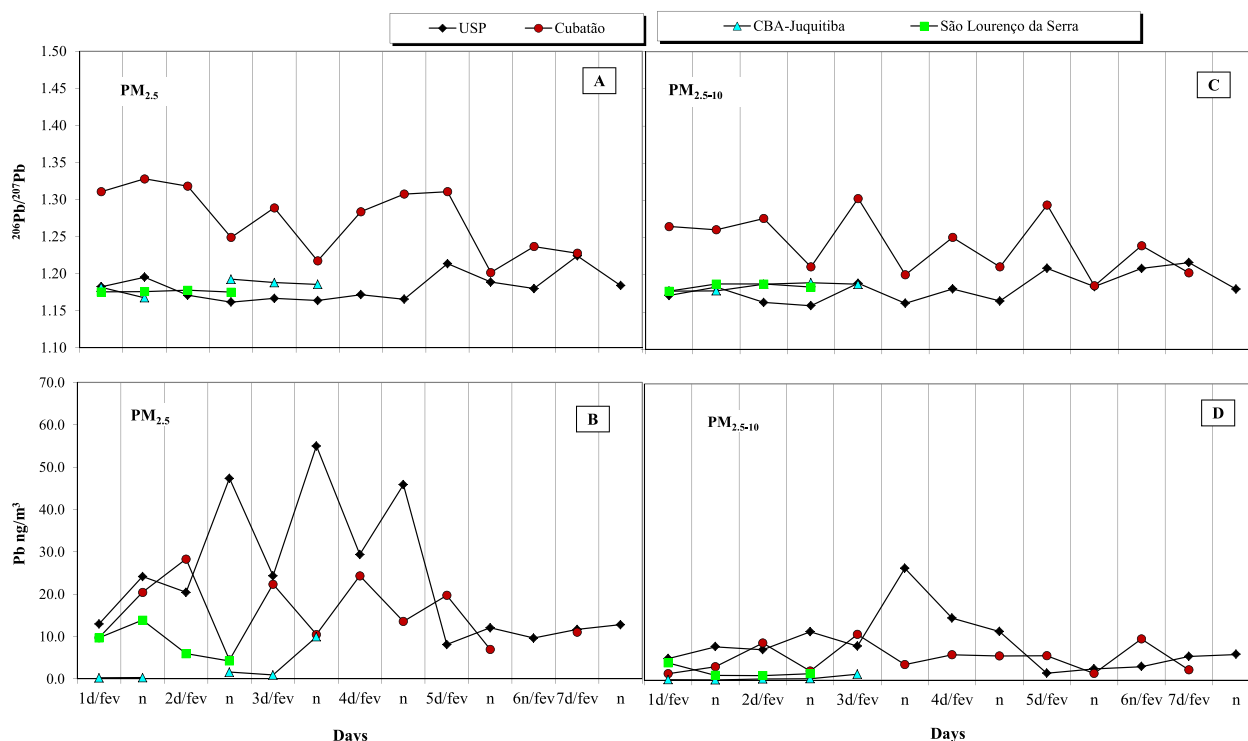 USP Cubatão CBA-Juquitiba São Lourenço da Serra
1.50
1.45
1.40
1.35
1.30
1.25
1.20
1.15
1.10
²⁰⁶Pb/²⁰⁷Pb
PM2.5
A
PM2.5-10
C
70.0
60.0
50.0
40.0
30.0
20.0
10.0
0.0
Pb ng/m³
PM2.5
B
PM2.5-10
D
1d/fev n 2d/fev n 3d/fev n 4d/fev n 5d/fev n 6n/fev 7d/fev n
1d/fev n 2d/fev n 3d/fev n 4d/fev n 5d/fev n 6n/fev 7d/fev n
Days
Days